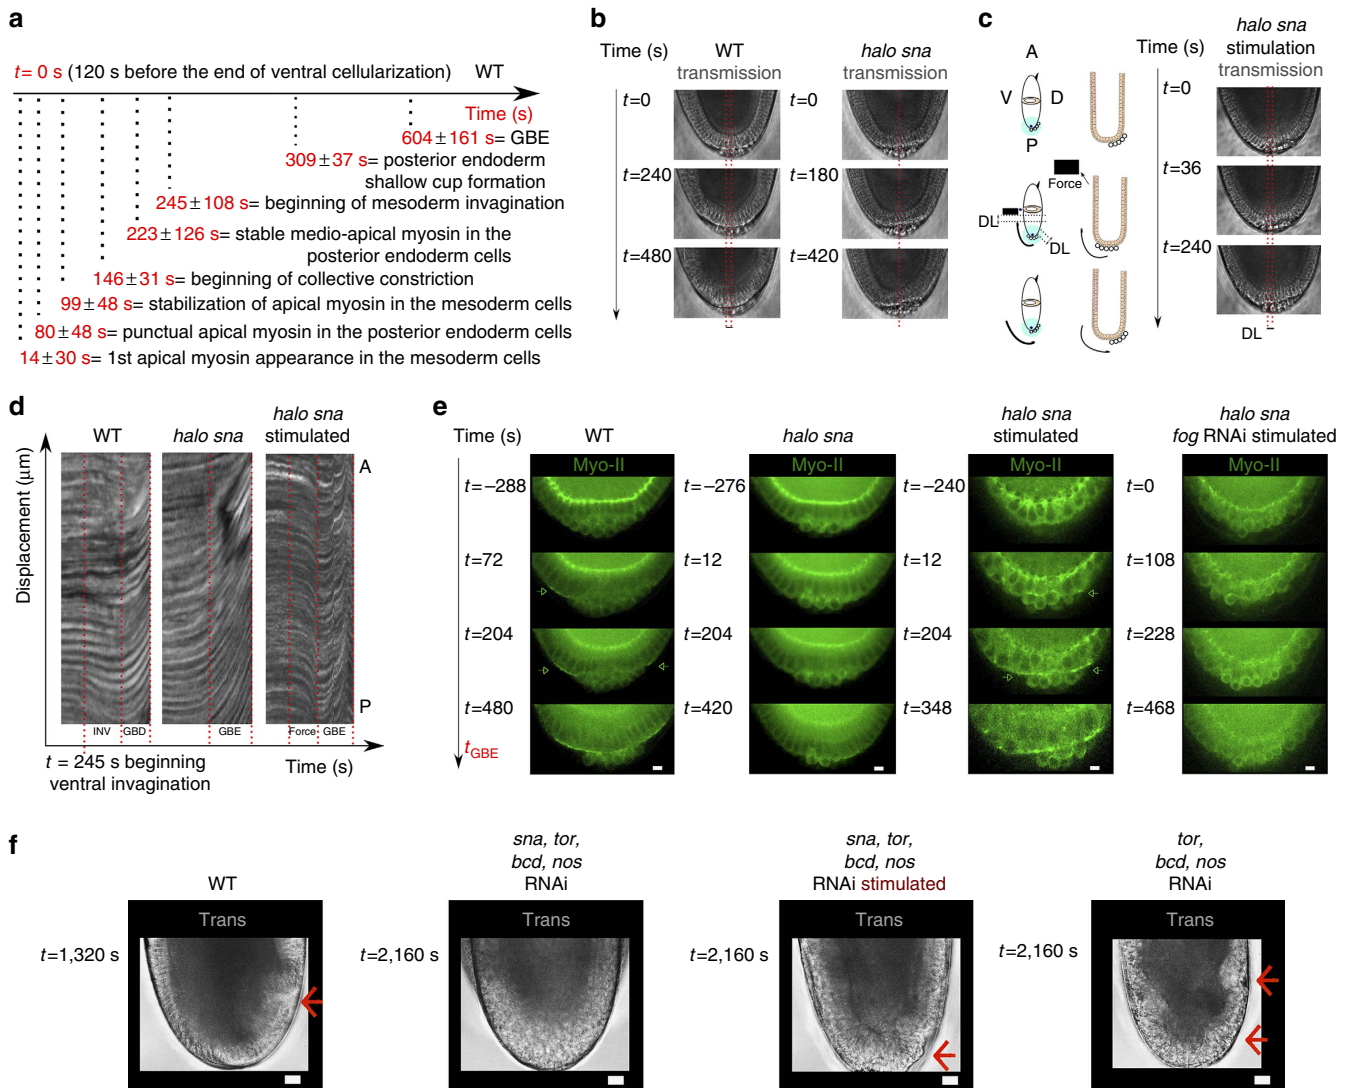 a
t= 0 s (120 s before the end of ventral cellularization) WT
Time (s)
604±161 s= GBE
309±37 s= posterior endoderm
shallow cup formation
245±108 s= beginning of mesoderm invagination
223±126 s= stable medio-apical myosin in the
posterior endoderm cells
146±31 s= beginning of collective constriction
99±48 s= stabilization of apical myosin in the mesoderm cells
80±48 s= punctual apical myosin in the posterior endoderm cells
14±30 s= 1st apical myosin appearance in the mesoderm cells
b
Time (s) WT halo sna
transmission transmission
t=0 t=0
t=240 t=180
t=480 t=420
c
halo sna
stimulation
transmission
Time (s)
A
V D
P
t=0
Force
DL
DL
t=36
t=240
DL
d
Displacement (µm)
WT halo sna halo sna
stimulated
A
P
INV GBD GBE Force GBE
t = 245 s beginning
ventral invagination
Time (s)
e
Time (s) WT halo sna halo sna
stimulated halo sna
fog RNAi stimulated
Myo-II Myo-II Myo-II Myo-II
t=−288 t=−276 t=−240 t=0
t=72 t=12 t=12 t=108
t=204 t=204 t=204 t=228
t=480 t=420 t=348 t=468
tGBE
f
WT
Trans
t=1,320 s
sna, tor,
bcd, nos
RNAi
Trans
t=2,160 s
sna, tor,
bcd, nos
RNAi stimulated
Trans
t=2,160 s
tor,
bcd, nos
RNAi
Trans
t=2,160 s